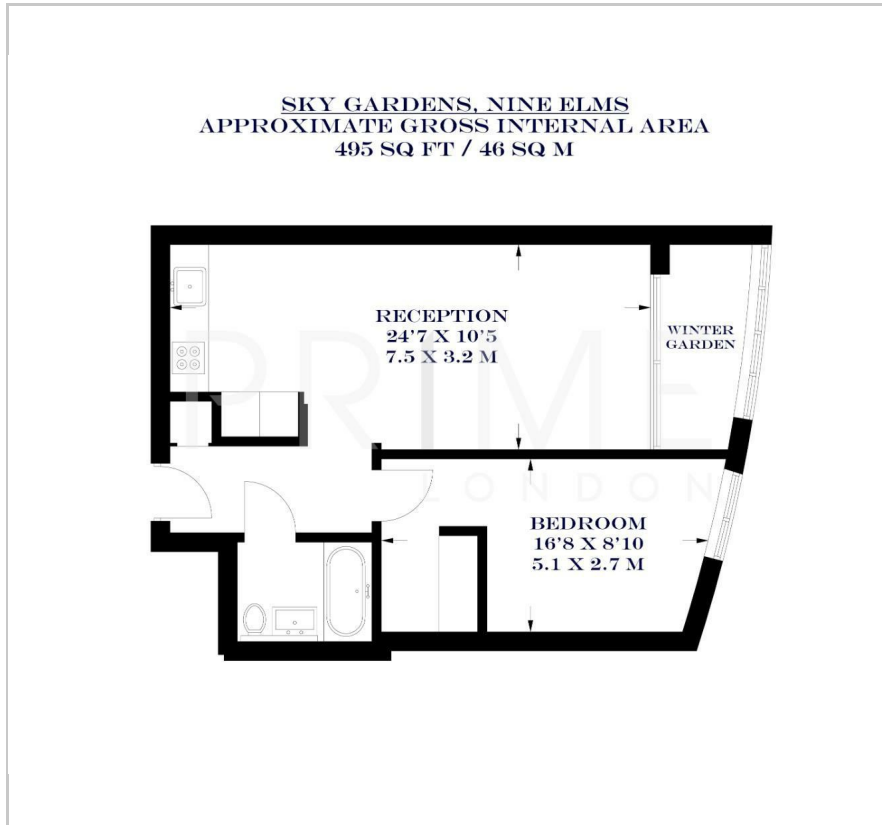 SKY GARDENS, NINE ELMS
APPROXIMATE GROSS INTERNAL AREA
495 SQ FT / 46 SQ M
RECEPTION
24'7 X 10'5
7.5 X 3.2 M
WINTER
GARDEN
PRIME
LONDON
BEDROOM
16'8 X 8'10
5.1 X 2.7 M